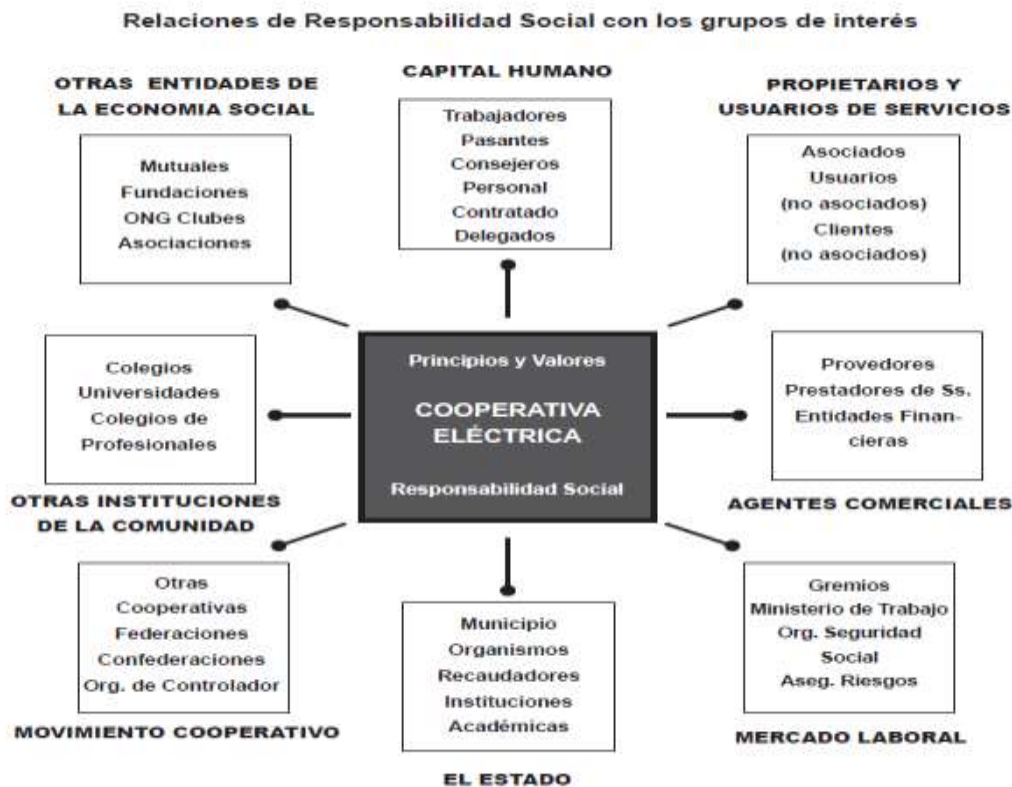 Relaciones de Responsabilidad Social con los grupos de interés
OTRAS ENTIDADES DE
LA ECONOMIA SOCIAL
Mutuales
Fundaciones
ONG Clubes
Asociaciones
CAPITAL HUMANO
Trabajadores
Pasantes
Consejeros
Personal
Contratado
Delegados
PROPIETARIOS Y
USUARIOS DE SERVICIOS
Asociados
Usuarios
(no asociados)
Clientes
(no asociados)
Colegios
Universidades
Colegios de
Profesionales
OTRAS INSTITUCIONES
DE LA COMUNIDAD
Principios y Valores
COOPERATIVA
ELÉCTRICA
Responsabilidad Social
Provedores
Prestadores de Ss.
Entidades Finan-
cieras
AGENTES COMERCIALES
Otras
Cooperativas
Federaciones
Confederaciones
Org. de Controlador
MOVIMIENTO COOPERATIVO
Municipio
Organismos
Recaudadores
Instituciones
Académicas
EL ESTADO
Gremios
Ministerio de Trabajo
Org. Seguridad
Social
Aseg. Riesgos
MERCADO LABORAL